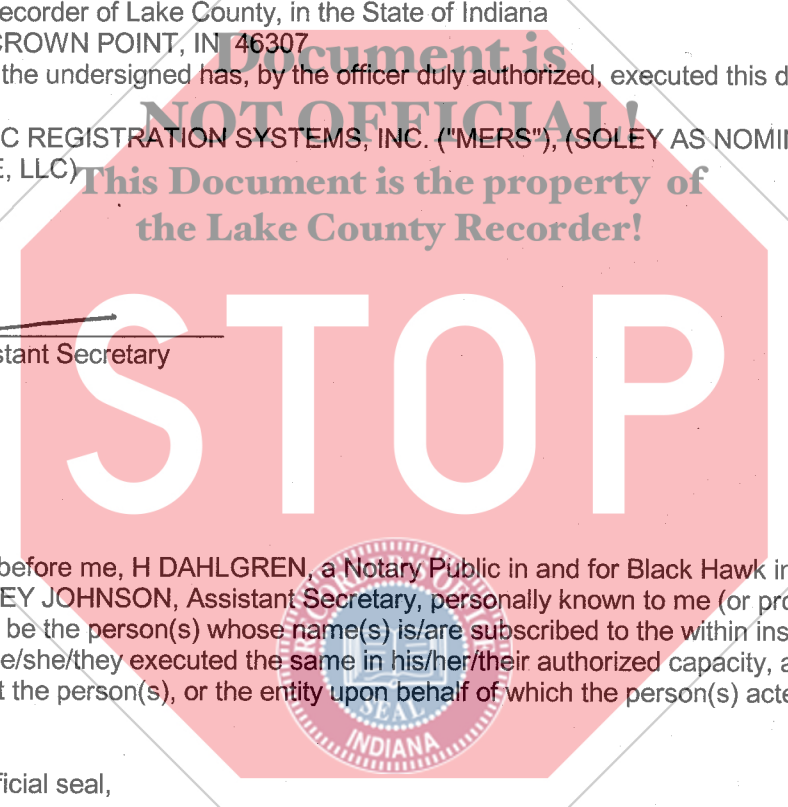 ecorder of Lake County, in the State of Indiana
CROWN POINT, IN 46307
Document is
the undersigned has, by the officer duly authorized, executed this d
NOT OFFICIAL!
C REGISTRATION SYSTEMS, INC. ("MERS"), (SOLEY AS NOMIN
E, LLC)
This Document is the property of
the Lake County Recorder!
STOP
stant Secretary
before me, H DAHLGREN, a Notary Public in and for Black Hawk in
EY JOHNSON, Assistant Secretary, personally known to me (or pro
be the person(s) whose name(s) is/are subscribed to the within ins
e/she/they executed the same in his/her/their authorized capacity, a
t the person(s), or the entity upon behalf of which the person(s) acte
RECORDER'S OFFICE
SEAL
INDIANA
ficial seal,